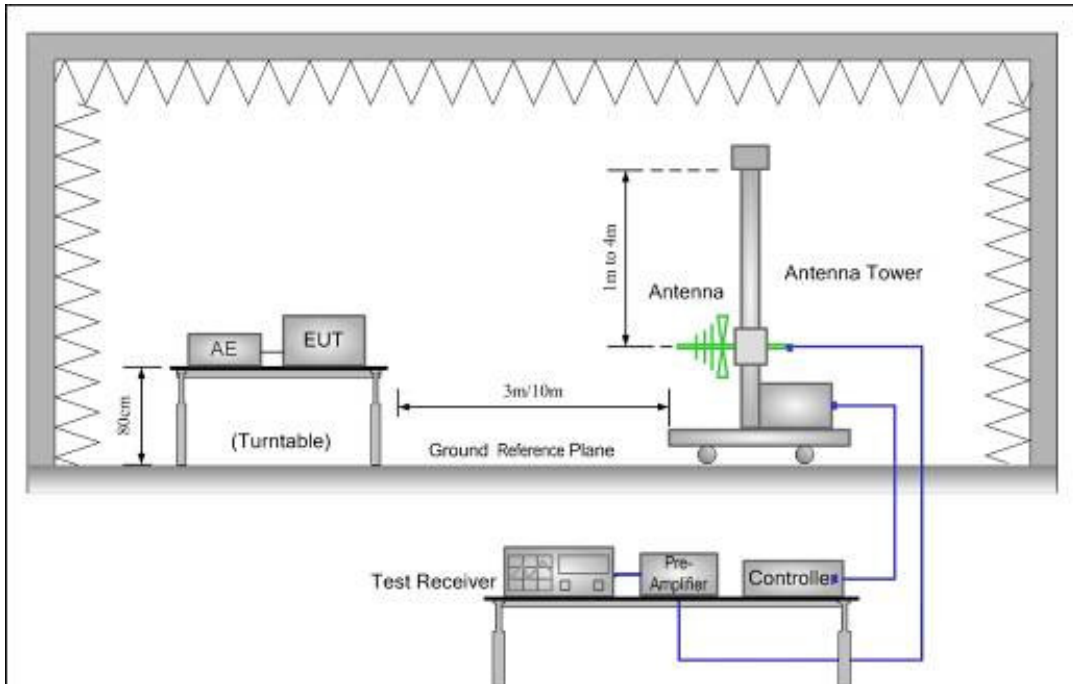 1m to 4m
Antenna Tower
Antenna
AE
EUT
80cm
3m/10m
(Turntable)
Ground Reference Plane
Test Receiver
Pre-
Amplifier
Controller